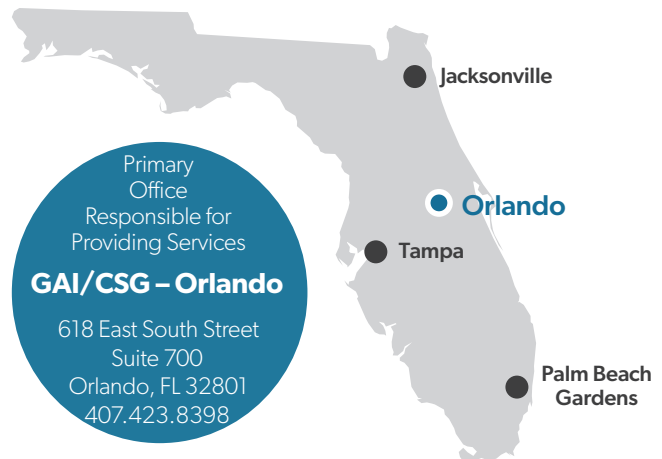 Jacksonville
Orlando
Tampa
Palm Beach
Gardens
Primary
Office
Responsible for
Providing Services
GAI/CSG – Orlando
618 East South Street
Suite 700
Orlando, FL 32801
407.423.8398